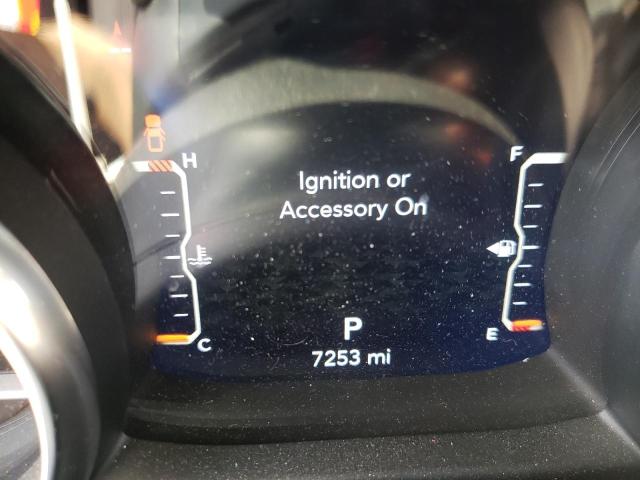 H
F
Ignition or
Accessory On
C
P
E
7253 mi